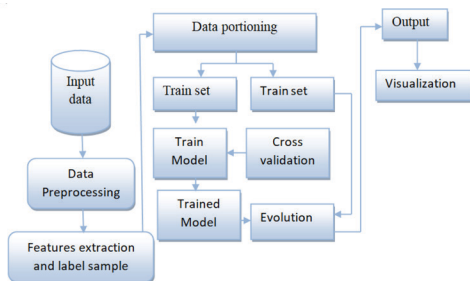 Input
data
Data
Preprocessing
Features extraction
and label sample
Data portioning
Train set
Train set
Train
Model
Cross
validation
Trained
Model
Evolution
Output
Visualization